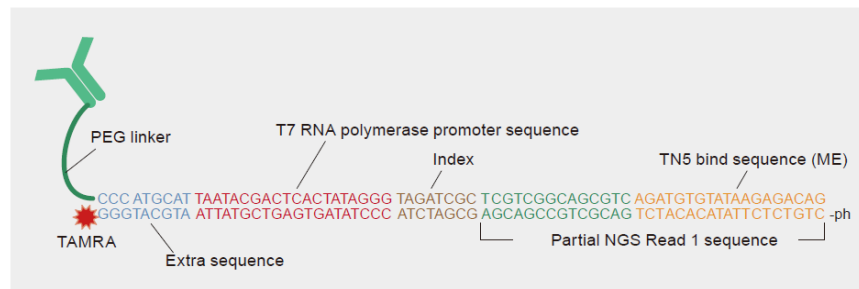 PEG linker
T7 RNA polymerase promoter sequence
Index
TN5 bind sequence (ME)
CCC ATGCAT TAATACGACTCACTATAGGG TAGATCGC TCGTCGGCAGCGTC AGATGTGTATAAGAGACAG
GGGTACGTA ATTATGCTGAGTGATATCCC ATCTAGCG AGCAGCCGTCGCAG TCTACACATATTCTCTGTC -ph
TAMRA
Extra sequence
Partial NGS Read 1 sequence